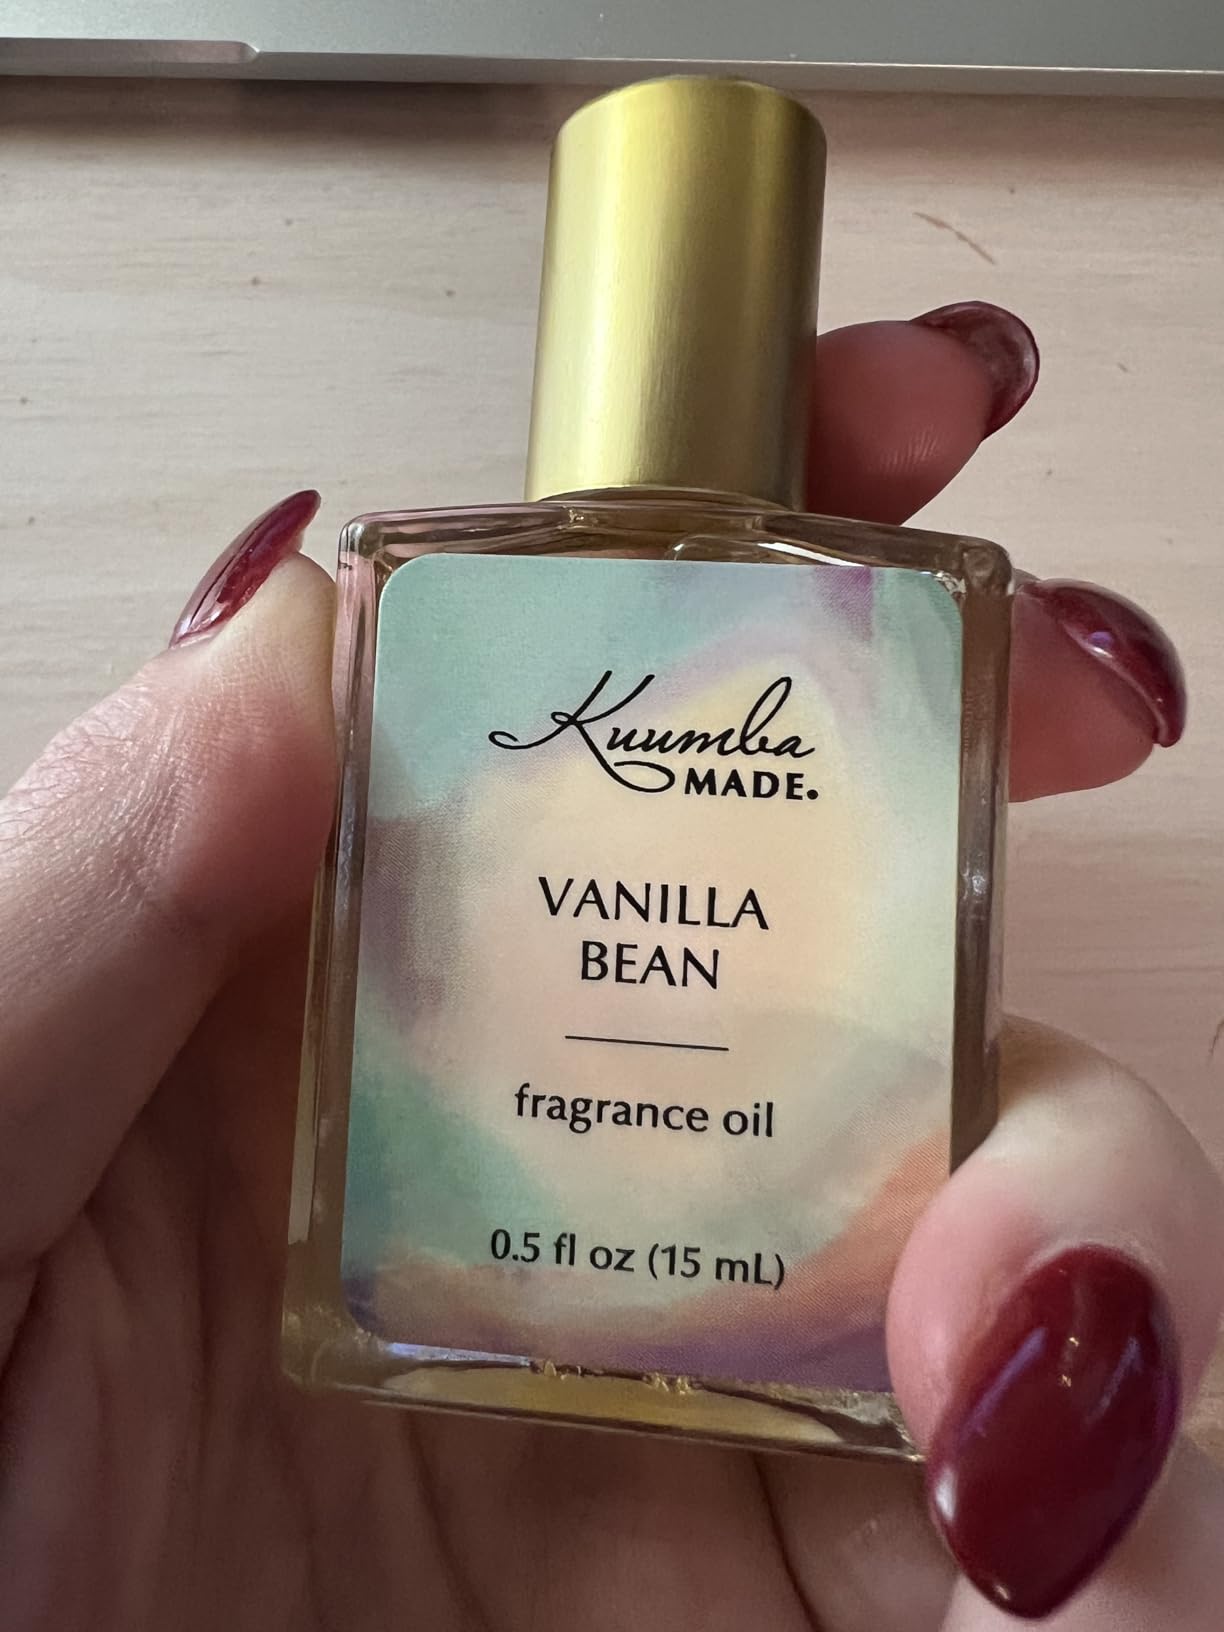 Kuumba
MADE.
VANILLA
BEAN
fragrance oil
0.5 fl oz (15 mL)